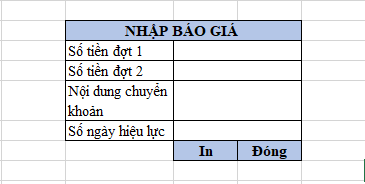 NHẬP BÁO GIÁ
Số tiền đợt 1
Số tiền đợt 2
Nội dung chuyển
khoản
Số ngày hiệu lực
In Đóng